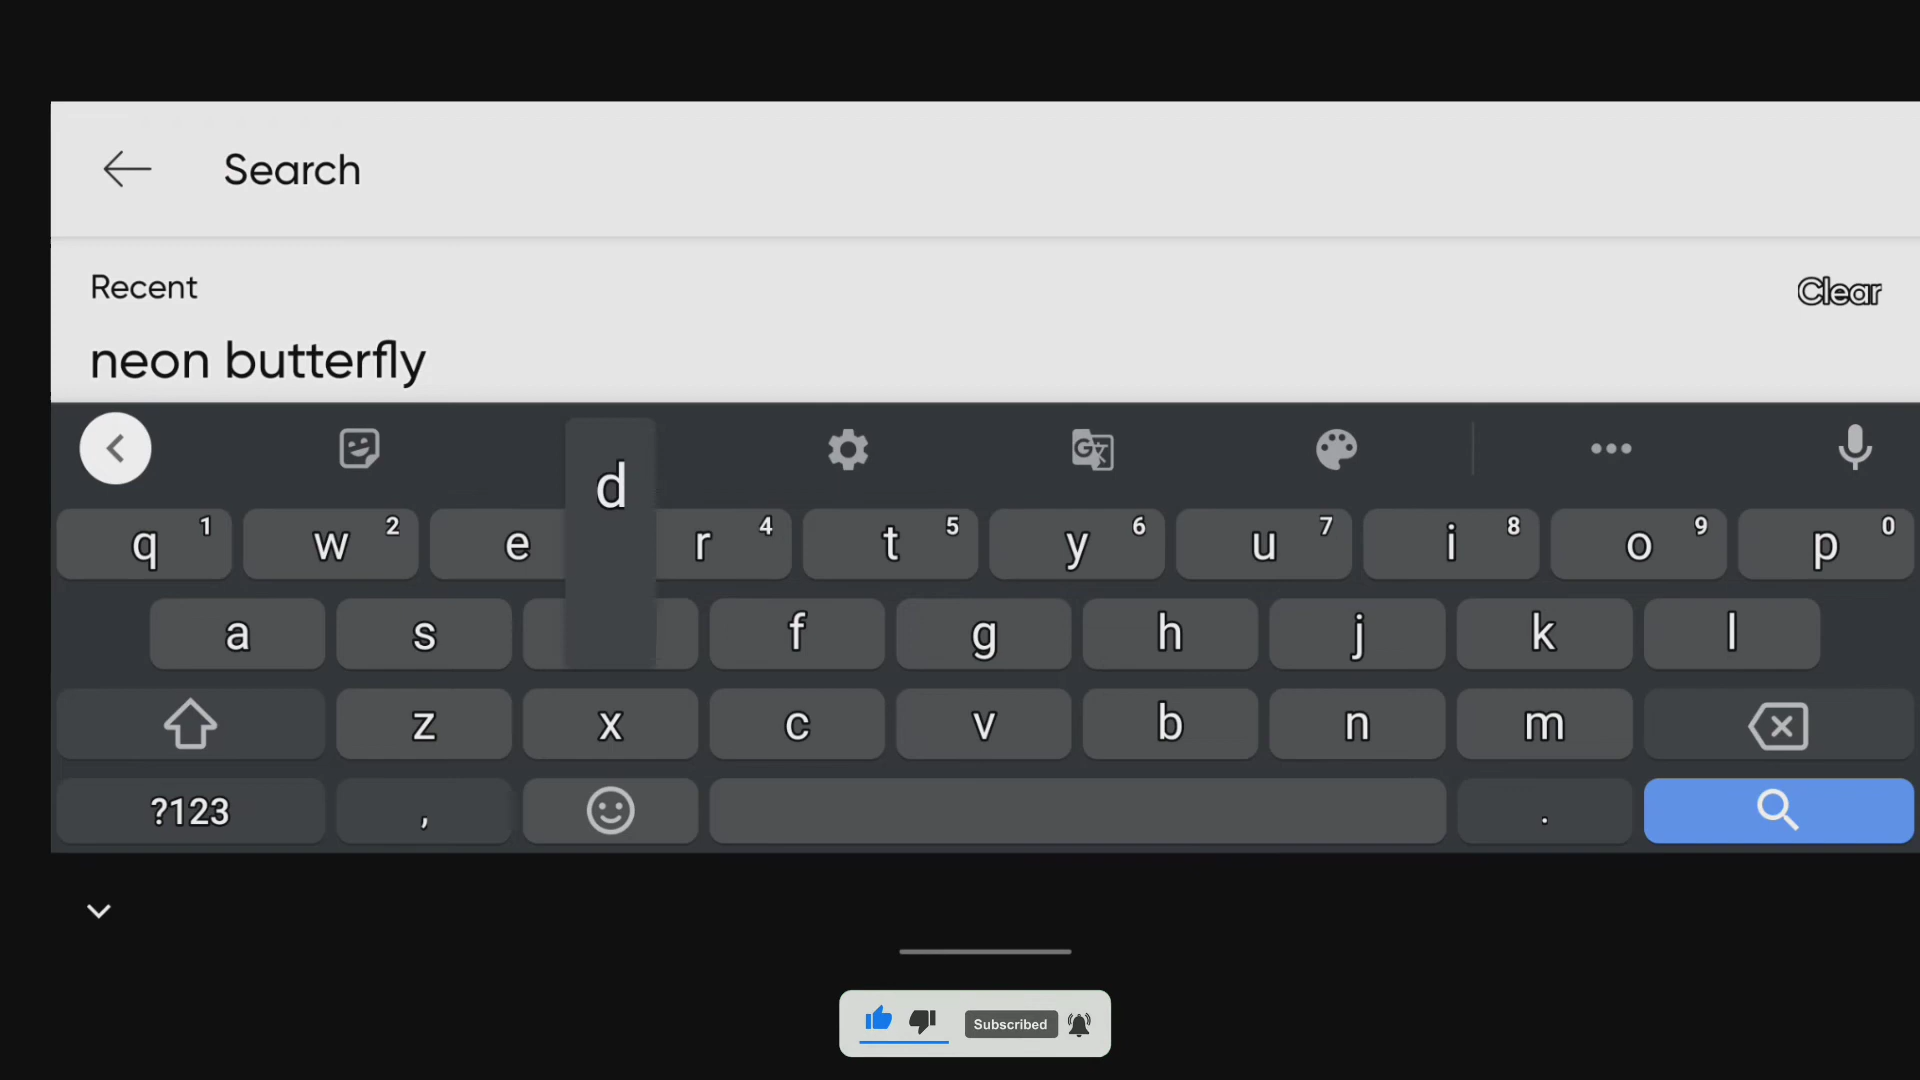 Search
Recent
Clear
neon butterfly
d
q 1 w 2 e r 4 t 5 y 6 u 7 i 8 o 9 p 0
a s f g h j k l
z x c v b n m
?123 , .
Subscribed